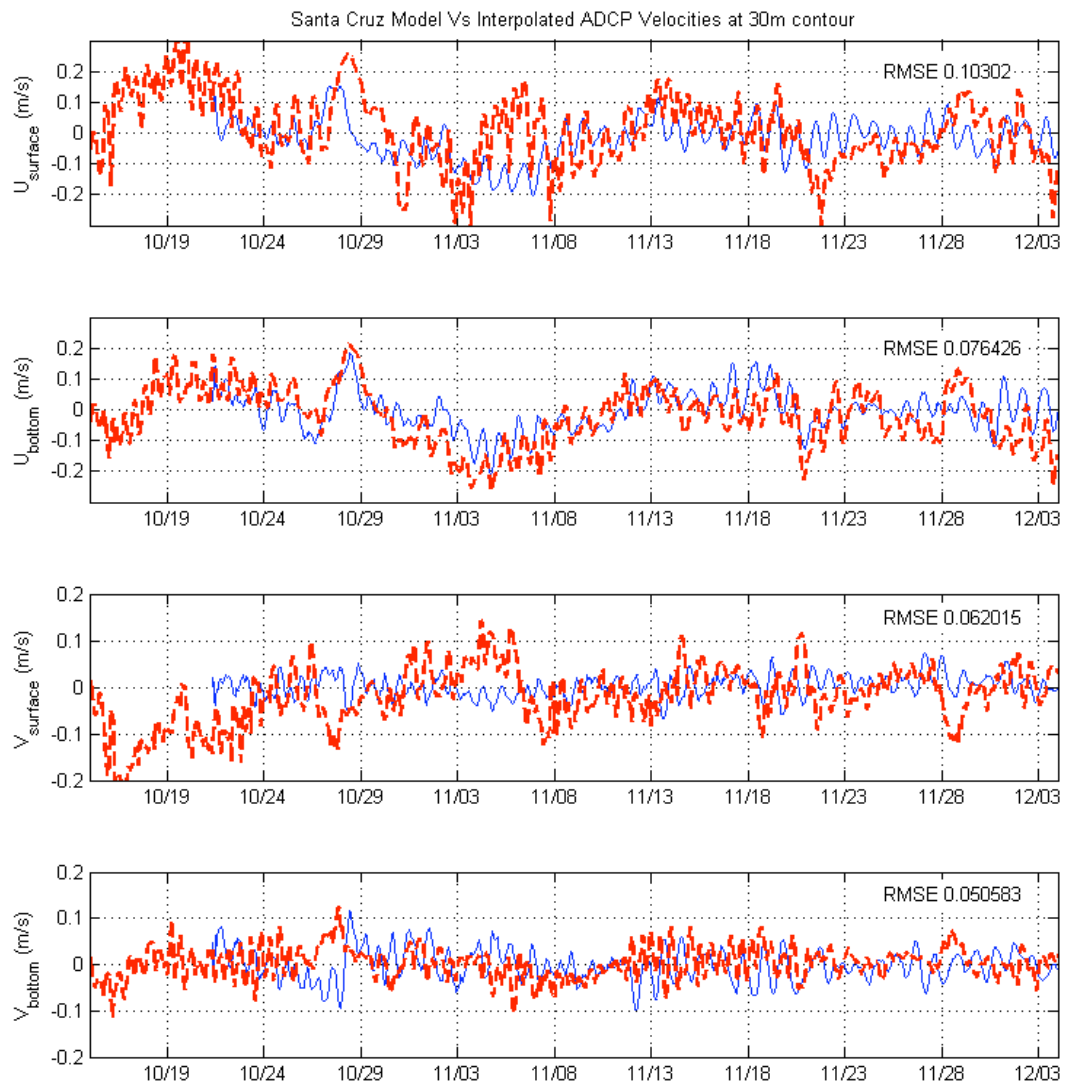 Santa Cruz Model Vs Interpolated ADCP Velocities at 30m contour
U_surface (m/s)
0.2
0.1
0
-0.1
-0.2
RMSE 0.10302
10/19 10/24 10/29 11/03 11/08 11/13 11/18 11/23 11/28 12/03
U_bottom (m/s)
0.2
0.1
0
-0.1
-0.2
RMSE 0.076426
10/19 10/24 10/29 11/03 11/08 11/13 11/18 11/23 11/28 12/03
V_surface (m/s)
0.2
0.1
0
-0.1
-0.2
RMSE 0.062015
10/19 10/24 10/29 11/03 11/08 11/13 11/18 11/23 11/28 12/03
V_bottom (m/s)
0.2
0.1
0
-0.1
-0.2
RMSE 0.050583
10/19 10/24 10/29 11/03 11/08 11/13 11/18 11/23 11/28 12/03